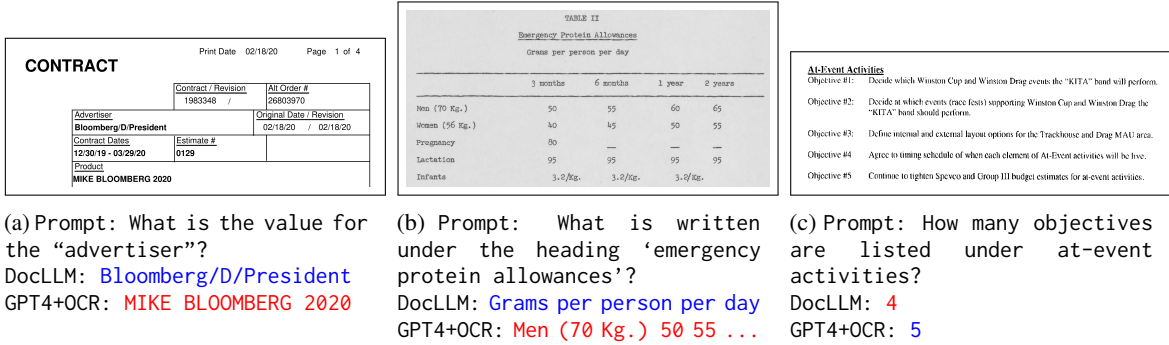 Print Date 02/18/20 Page 1 of 4
CONTRACT
Contract / Revision Alt Order #
1983348 / 26803970
Advertiser Original Date / Revision
Bloomberg/D/President 02/18/20 / 02/18/20
Contract Dates Estimate #
12/30/19 - 03/29/20 0129
Product
MIKE BLOOMBERG 2020
(a) Prompt: What is the value for
the “advertiser”?
DocLLM: Bloomberg/D/President
GPT4+OCR: MIKE BLOOMBERG 2020
TABLE II
Emergency Protein Allowances
Grams per person per day
3 months 6 months 1 year 2 years
Men (70 Kg.) 50 55 60 65
Women (56 Kg.) 40 45 50 55
Pregnancy 80 — — —
Lactation 95 95 95 95
Infants 3.2/Kg. 3.2/Kg. 3.2/Kg.
(b) Prompt: What is written
under the heading ‘emergency
protein allowances’?
DocLLM: Grams per person per day
GPT4+OCR: Men (70 Kg.) 50 55 ...
At-Event Activities
Objective #1: Decide which Winston Cup and Winston Drag events the "KITA" band will perform.
Objective #2: Decide at which events (race fests) supporting Winston Cup and Winston Drag the
"KITA" band should perform.
Objective #3: Define internal and external layout options for the Trackhouse and Drag MAU area.
Objective #4 Agree to timing schedule of when each element of At-Event activities will be live.
Objective #5 Continue to tighten Spevco and Group III budget estimates for at-event activities.
(c) Prompt: How many objectives
are listed under at-event
activities?
DocLLM: 4
GPT4+OCR: 5